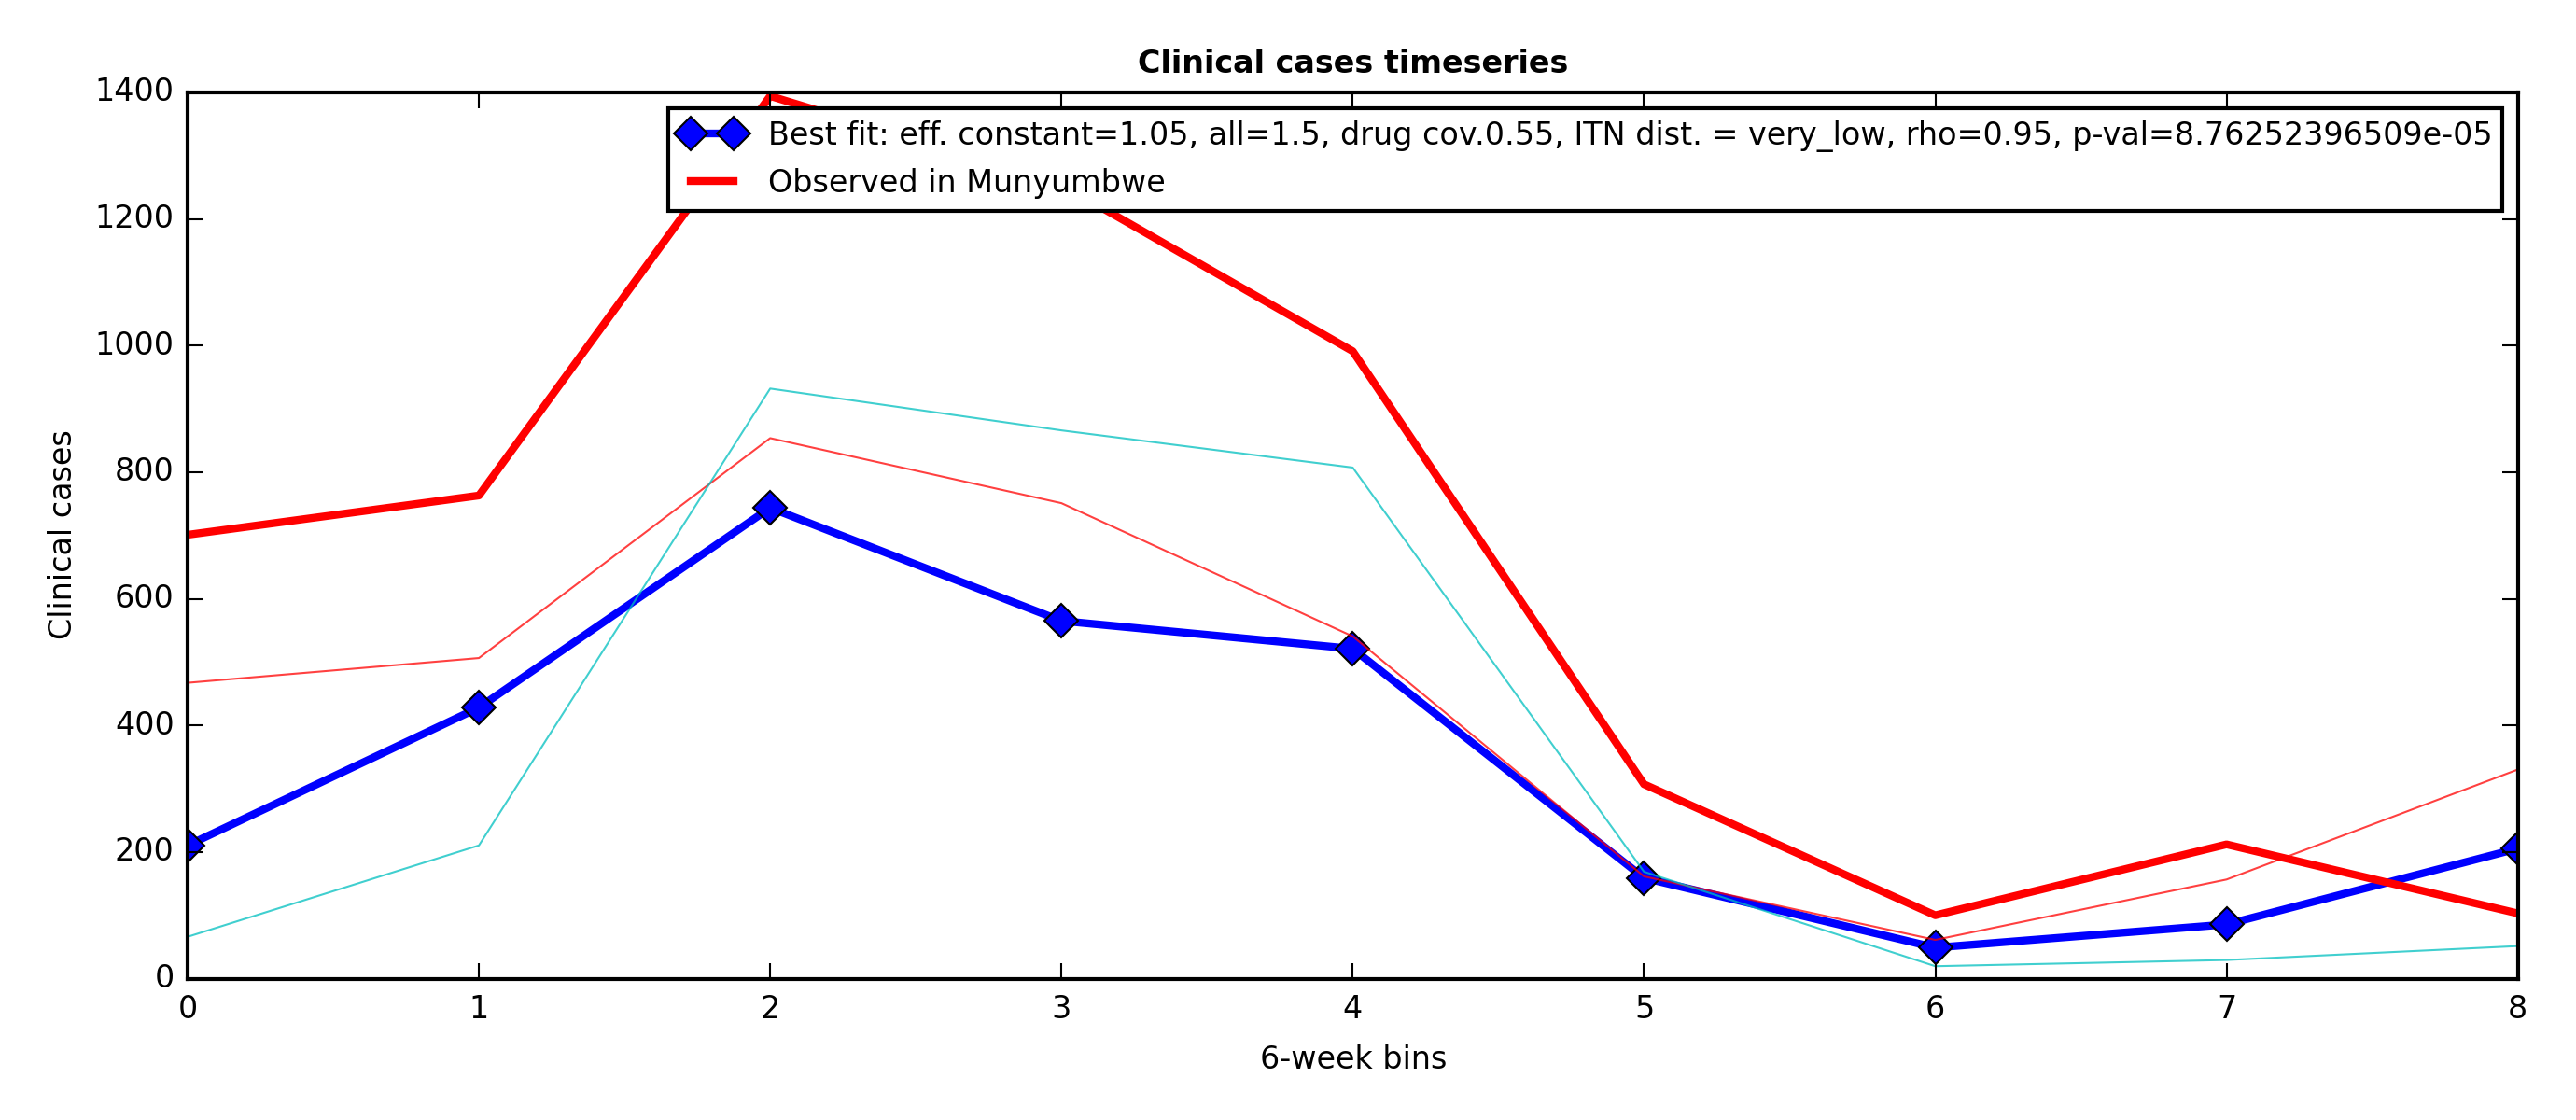 Clinical cases timeseries
1400
1200
1000
800
600
400
200
0
Clinical cases
Best fit: eff. constant=1.05, all=1.5, drug cov.0.55, ITN dist. = very_low, rho=0.95, p-val=8.76252396509e-05
Observed in Munyumbwe
0 1 2 3 4 5 6 7 8
6-week bins